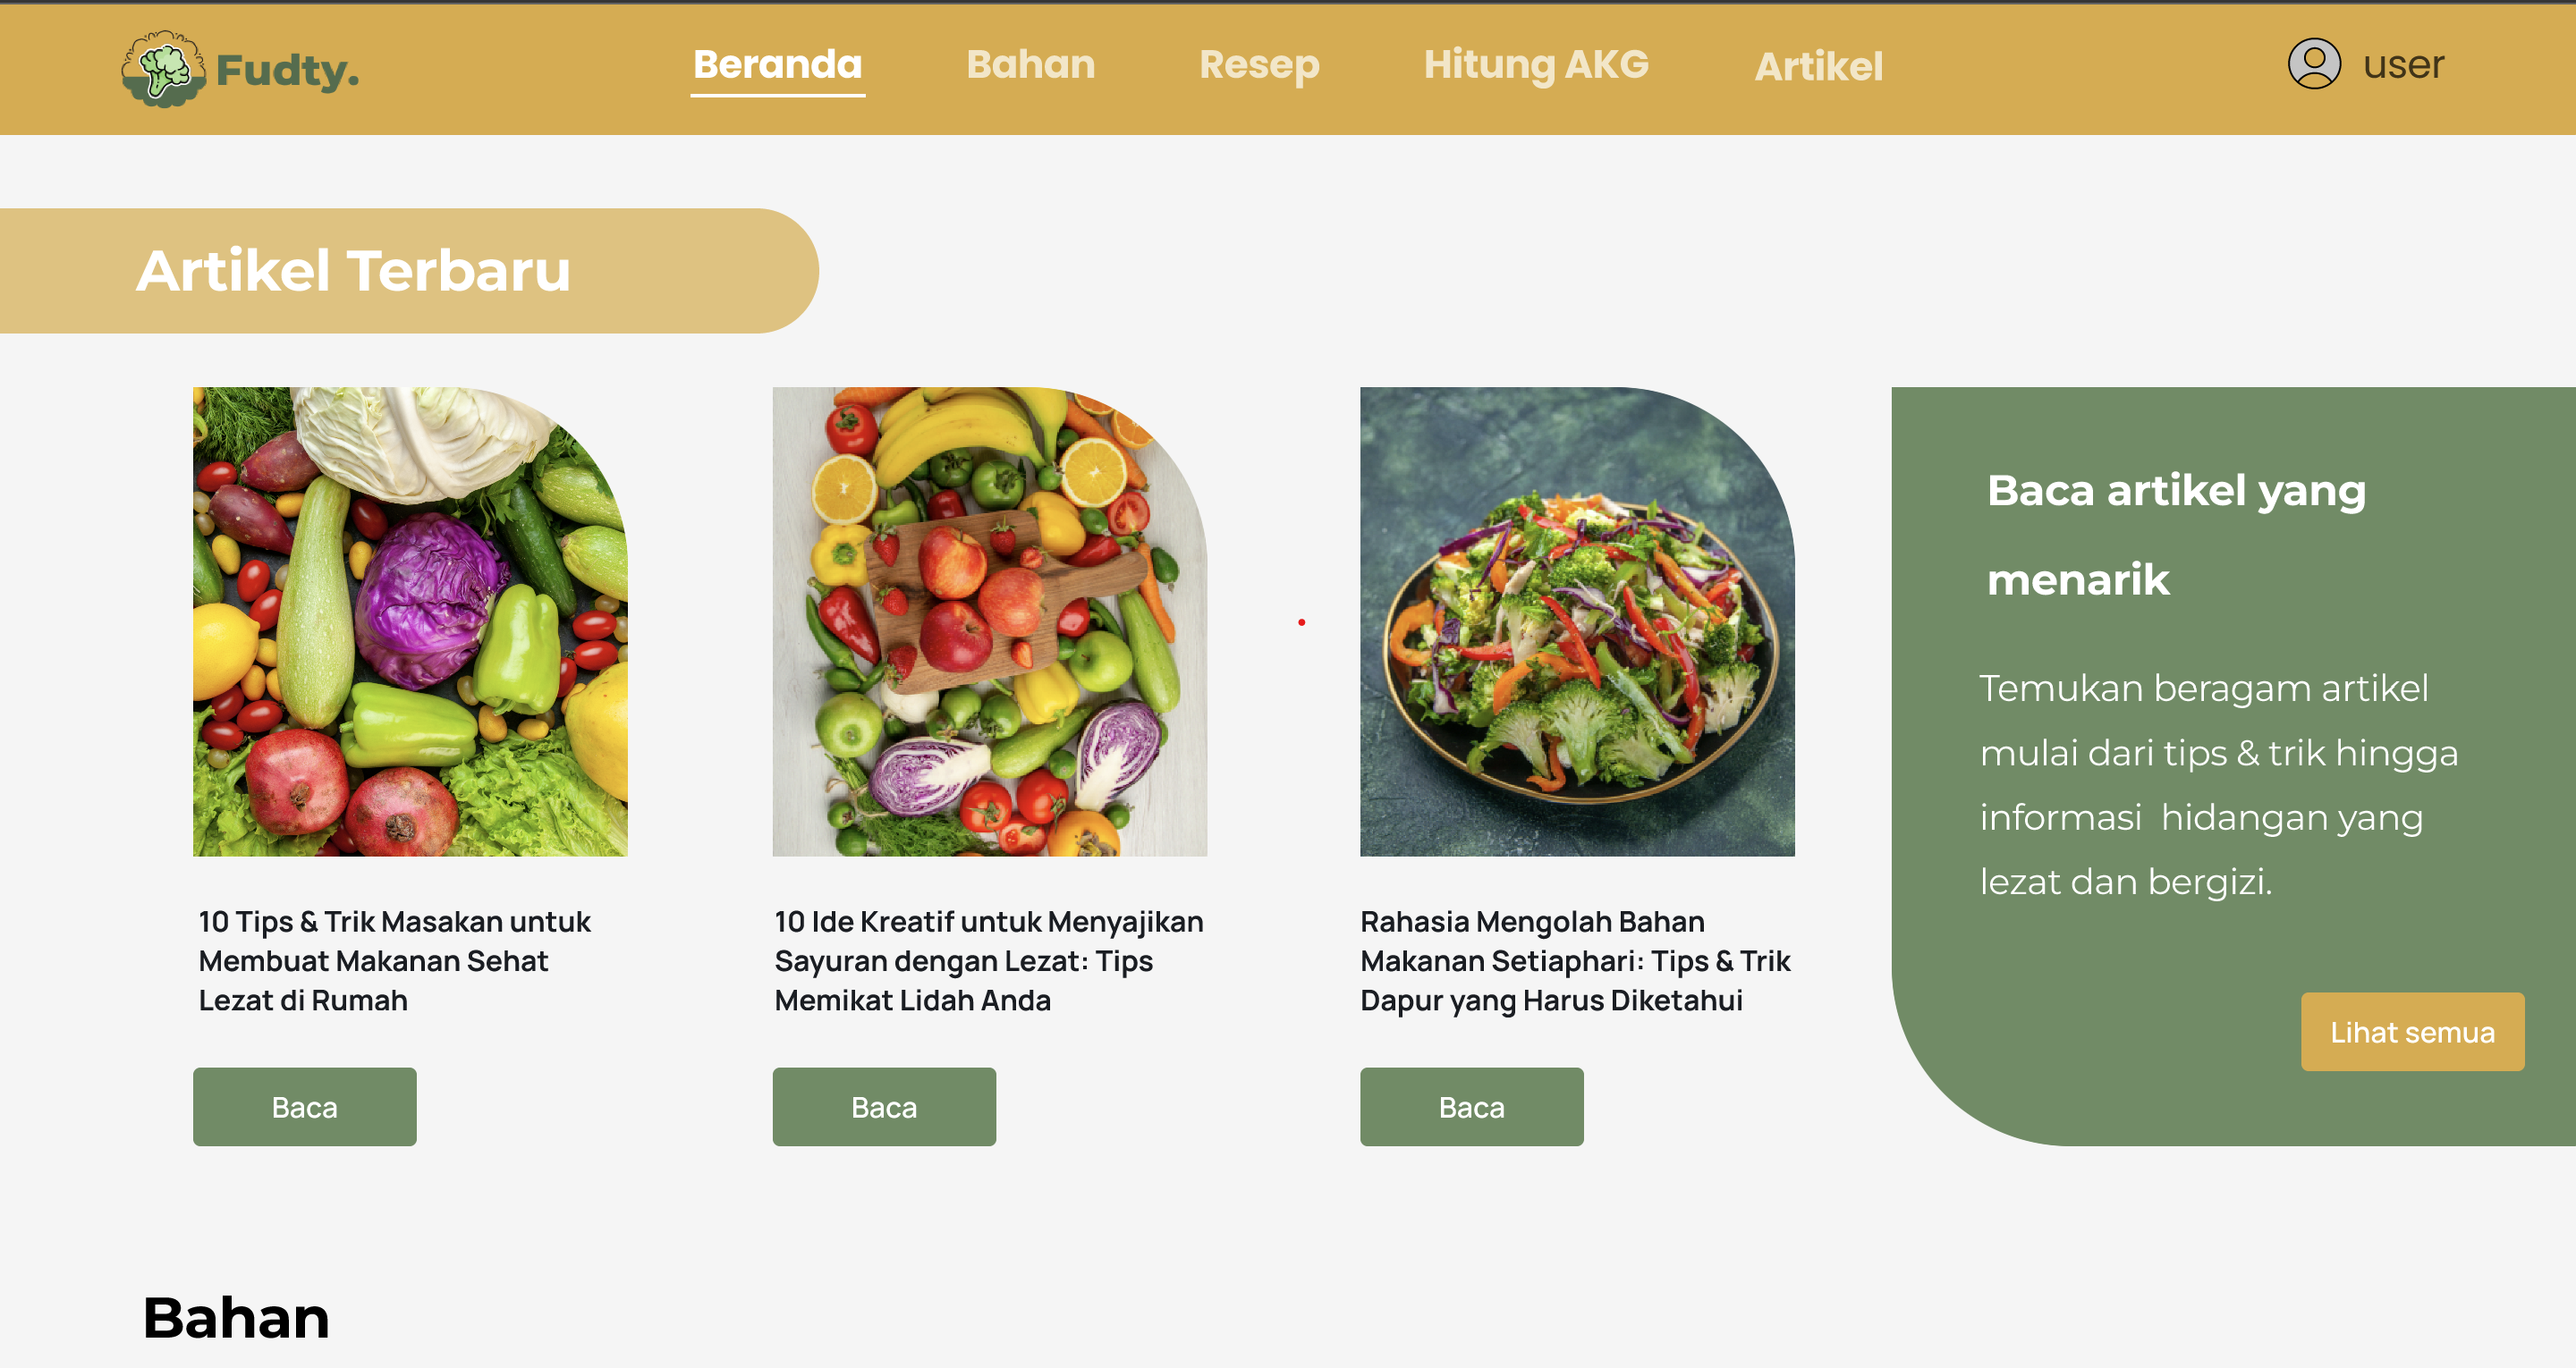 Fudty.
Beranda
Bahan
Resep
Hitung AKG
Artikel
user
Artikel Terbaru
10 Tips & Trik Masakan untuk
Membuat Makanan Sehat
Lezat di Rumah
Baca
10 Ide Kreatif untuk Menyajikan
Sayuran dengan Lezat: Tips
Memikat Lidah Anda
Baca
Rahasia Mengolah Bahan
Makanan Setiaphari: Tips & Trik
Dapur yang Harus Diketahui
Baca
Baca artikel yang
menarik
Temukan beragam artikel
mulai dari tips & trik hingga
informasi  hidangan yang
lezat dan bergizi.
Lihat semua
Bahan